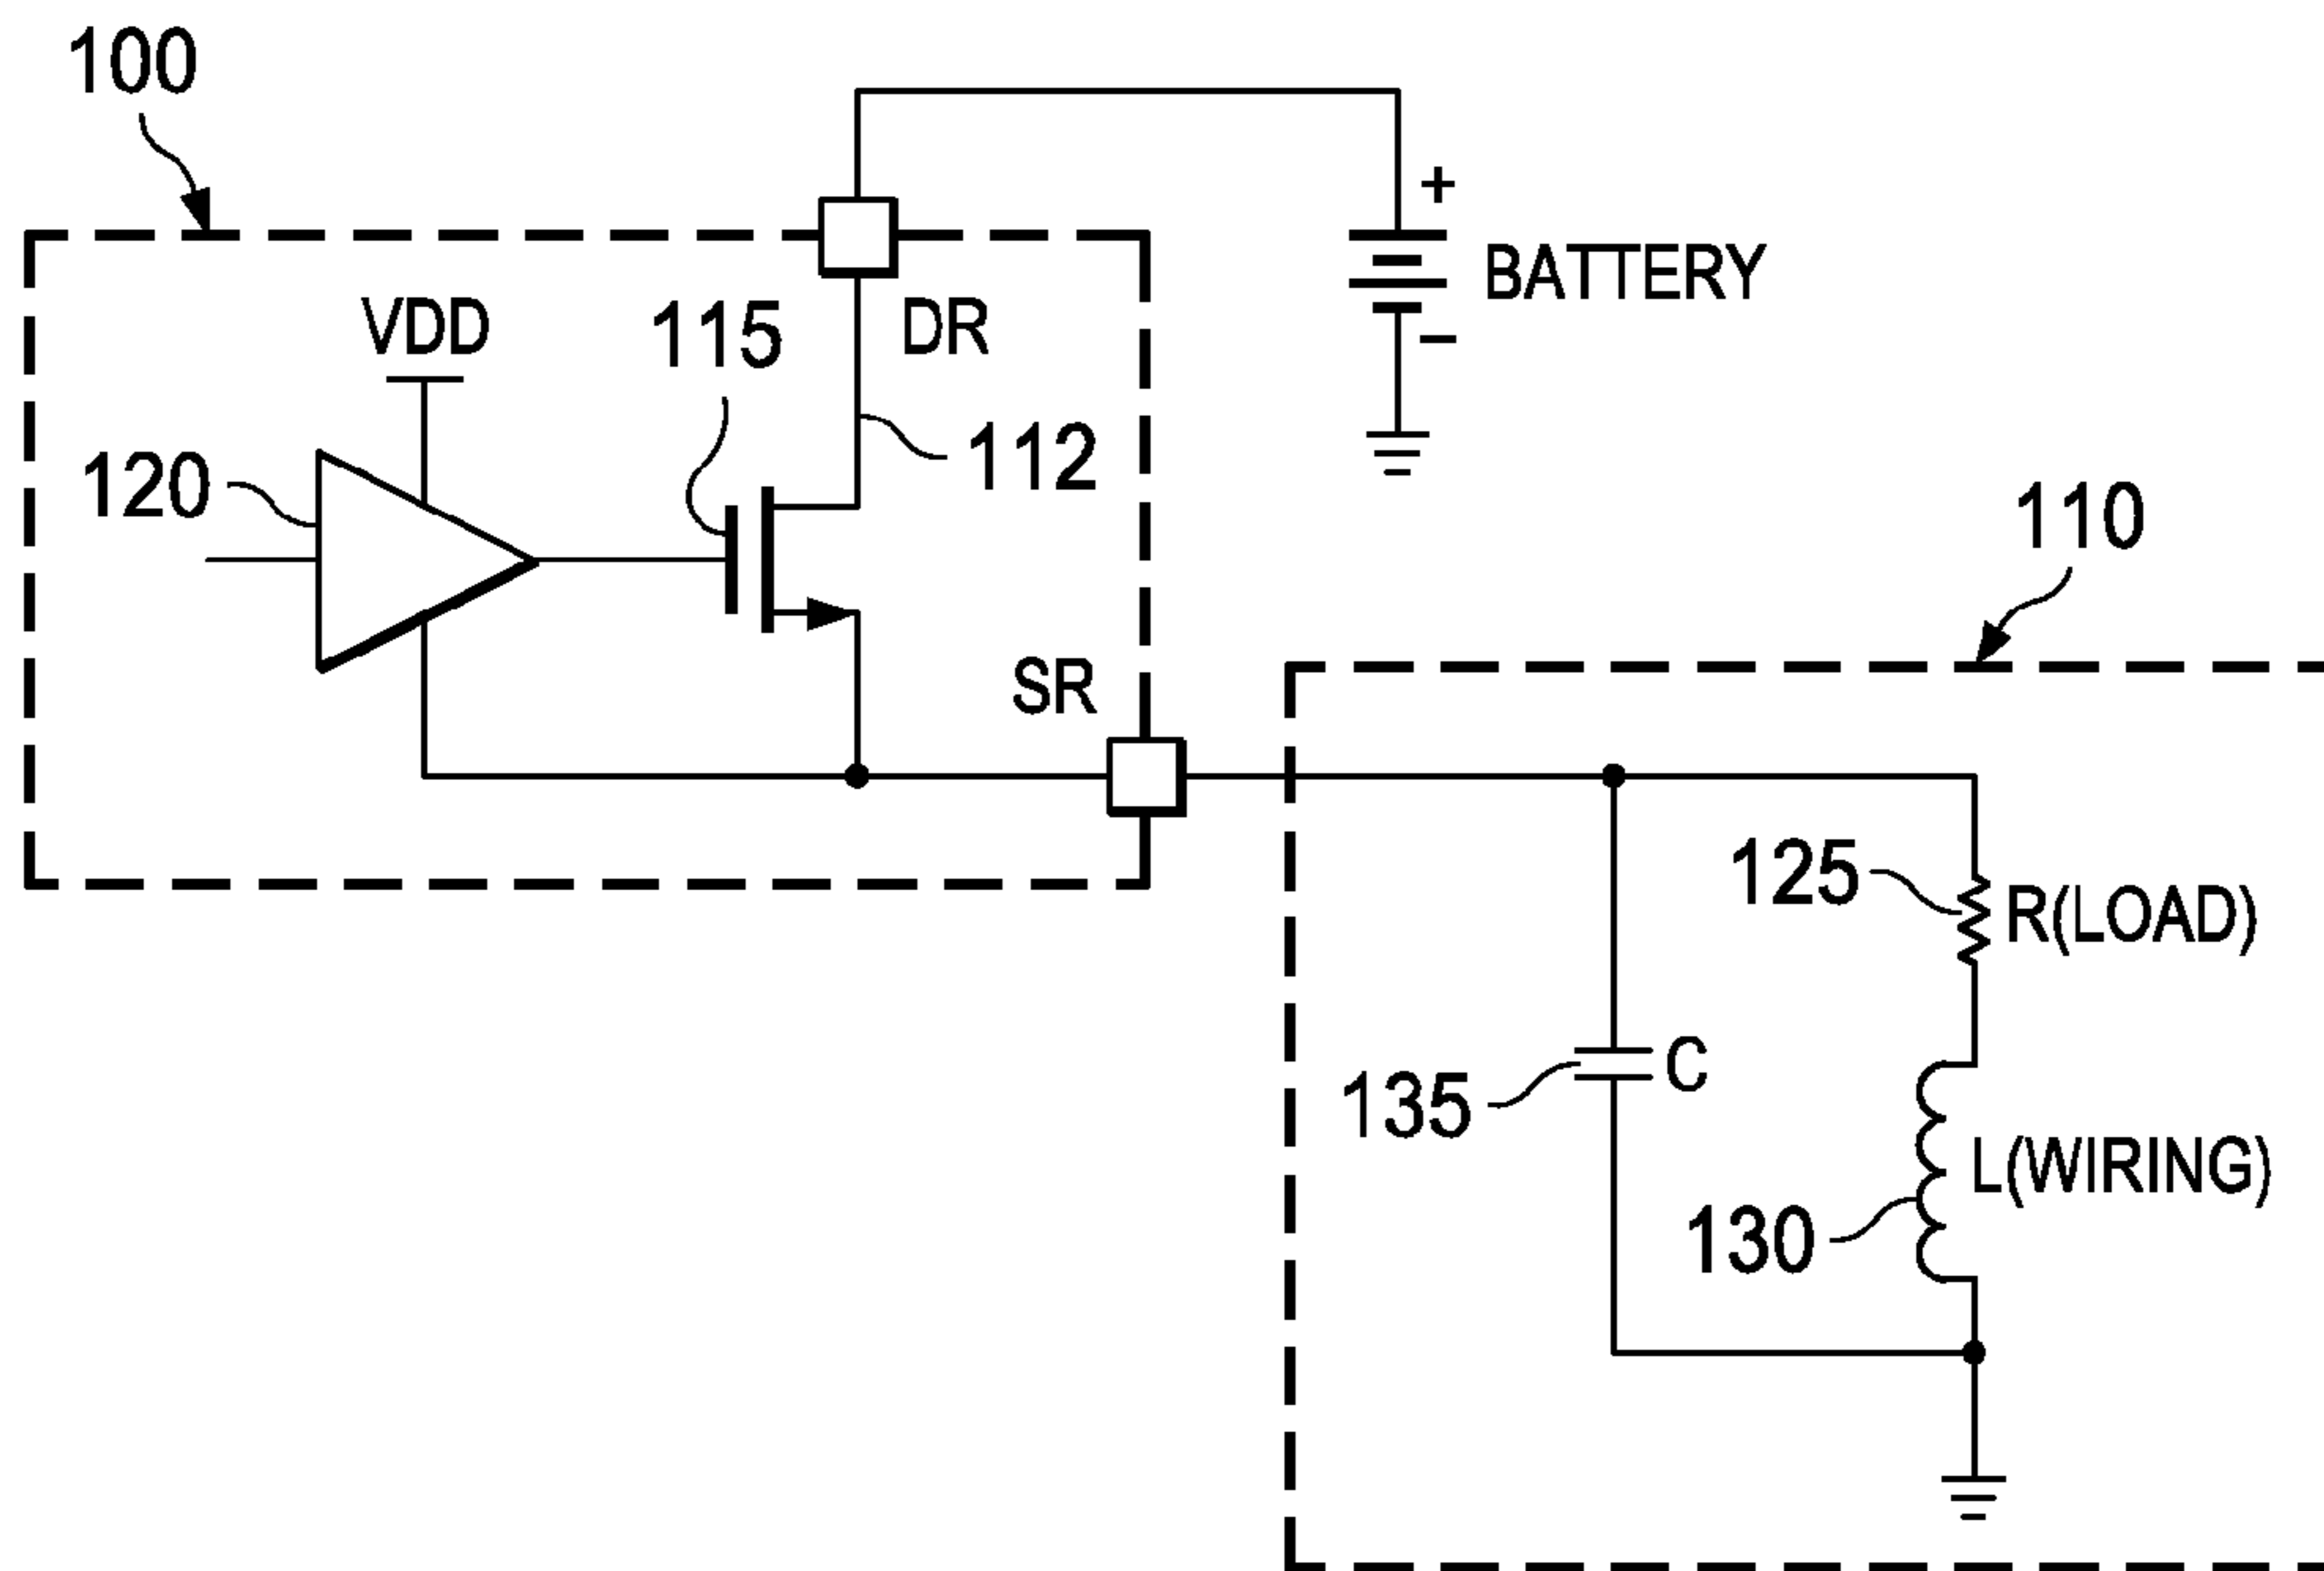 100
+
BATTERY
VDD
115
DR
−
112
120
110
SR
125
R(LOAD)
C
135
L(WIRING)
130